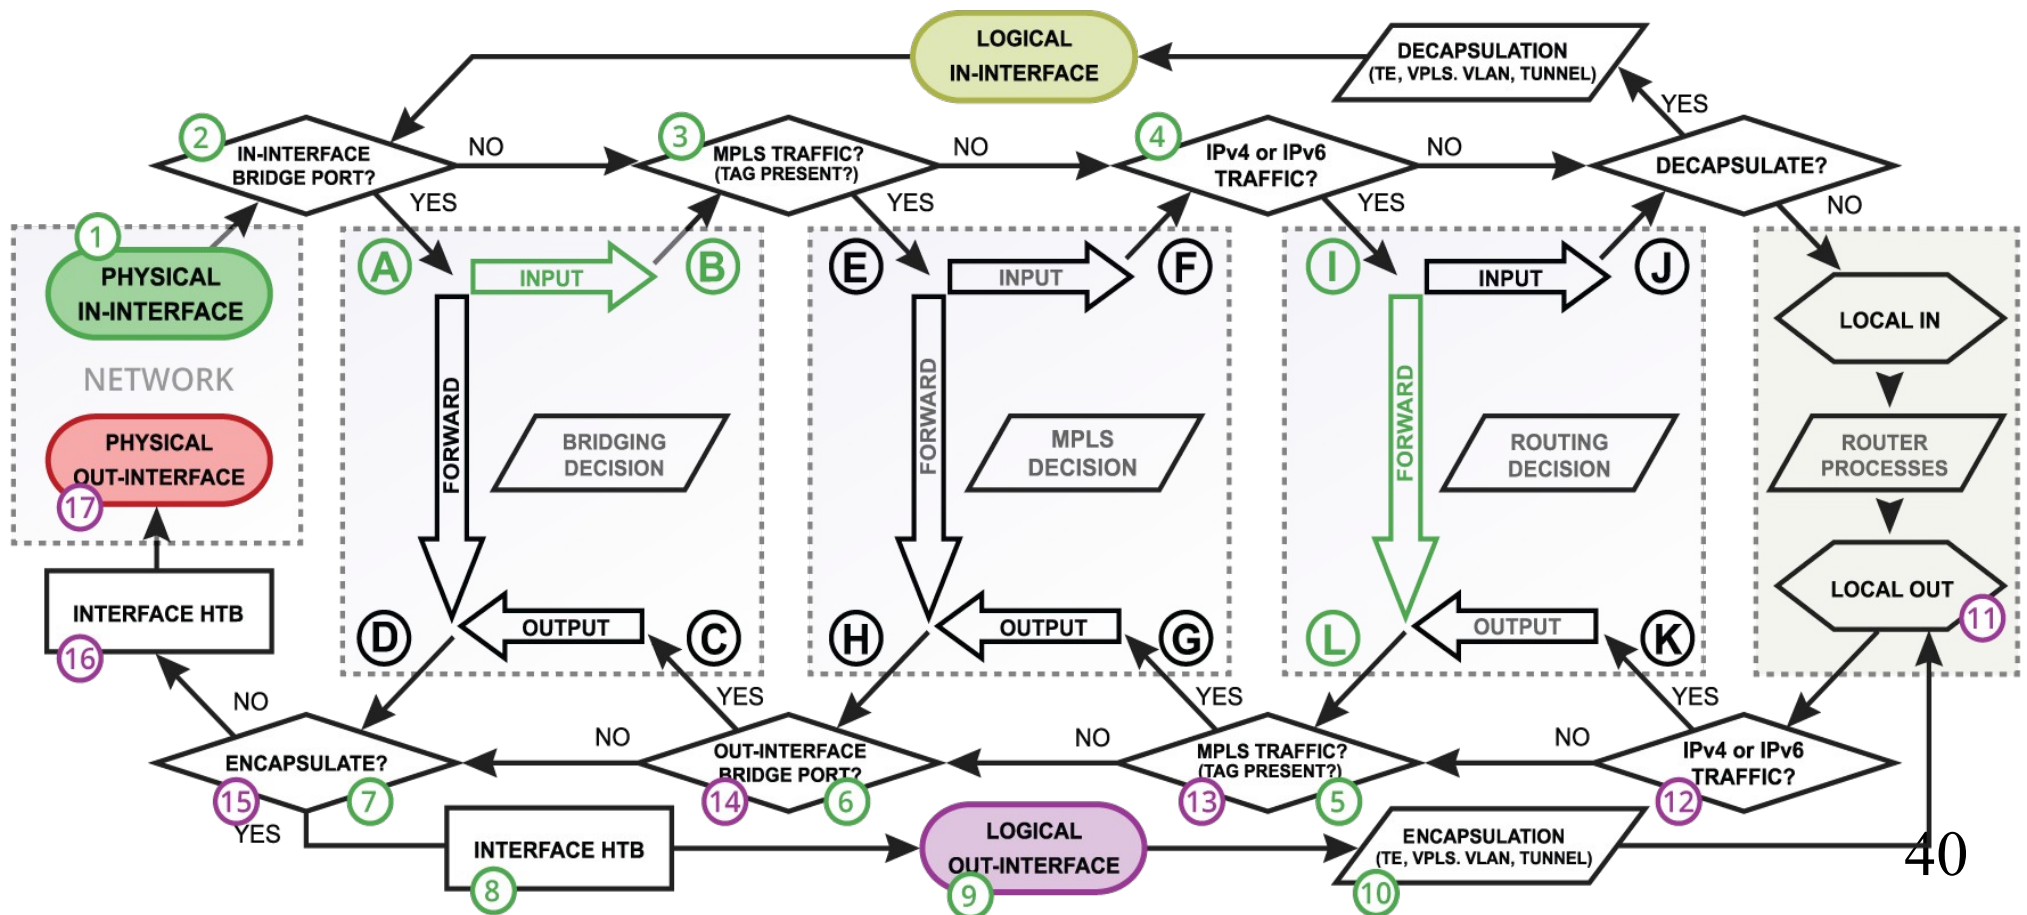 LOGICAL
IN-INTERFACE
DECAPSULATION
(TE, VPLS. VLAN, TUNNEL)
YES
2
IN-INTERFACE
BRIDGE PORT?
NO
3
MPLS TRAFFIC?
(TAG PRESENT?)
NO
4
IPv4 or IPv6
TRAFFIC?
NO
DECAPSULATE?
YES
YES
YES
NO
1
PHYSICAL
IN-INTERFACE
NETWORK
PHYSICAL
OUT-INTERFACE
17
A
INPUT
B
FORWARD
BRIDGING
DECISION
D
OUTPUT
C
E
INPUT
F
FORWARD
MPLS
DECISION
H
OUTPUT
G
I
INPUT
J
FORWARD
ROUTING
DECISION
L
OUTPUT
K
LOCAL IN
ROUTER
PROCESSES
LOCAL OUT
11
INTERFACE HTB
16
NO
YES
YES
YES
ENCAPSULATE?
15
7
YES
NO
OUT-INTERFACE
BRIDGE PORT?
14
6
NO
MPLS TRAFFIC?
(TAG PRESENT?)
13
5
NO
IPv4 or IPv6
TRAFFIC?
12
INTERFACE HTB
8
LOGICAL
OUT-INTERFACE
9
ENCAPSULATION
(TE, VPLS. VLAN, TUNNEL)
10
40